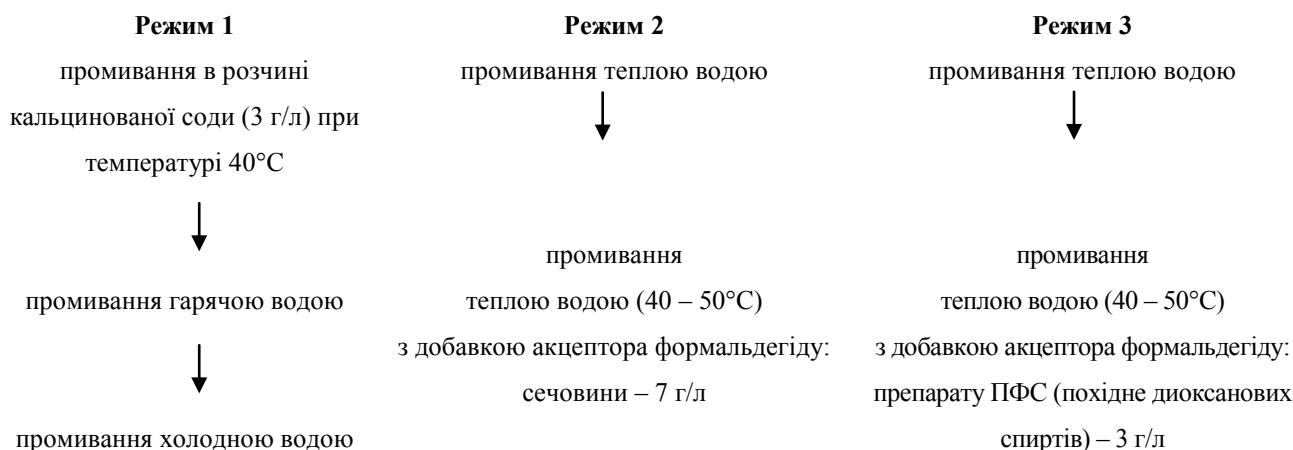 Режим 1
промивання в розчині
кальцинованої соди (3 г/л) при
температурі 40°С
промивання гарячою водою
промивання холодною водою
Режим 2
промивання теплою водою
промивання
теплою водою (40 – 50°С)
з добавкою акцептора формальдегіду:
сечовини – 7 г/л
Режим 3
промивання теплою водою
промивання
теплою водою (40 – 50°С)
з добавкою акцептора формальдегіду:
препарату ПФС (похідне диоксанових
спиртів) – 3 г/л